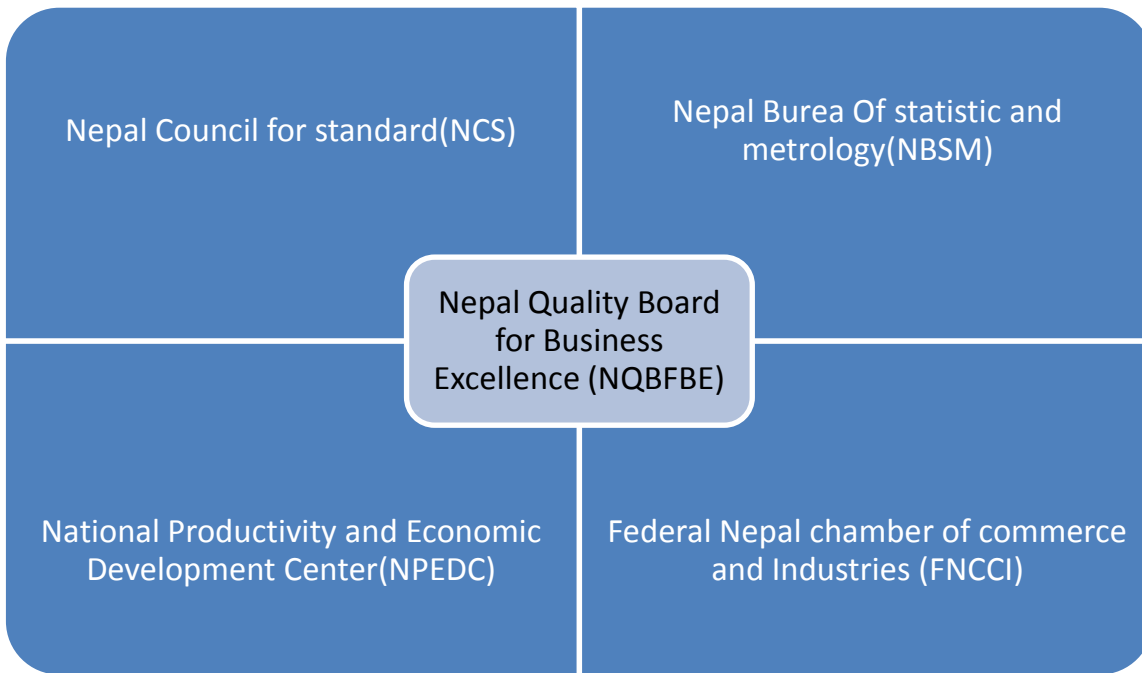 Nepal Council for standard(NCS)
Nepal Burea Of statistic and
metrology(NBSM)
Nepal Quality Board
for Business
Excellence (NQBFBE)
National Productivity and Economic
Development Center(NPEDC)
Federal Nepal chamber of commerce
and Industries (FNCCI)